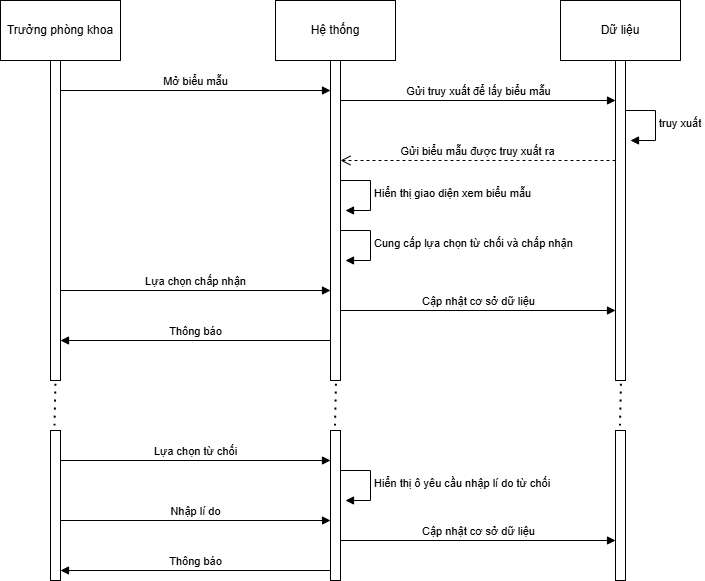 Trưởng phòng khoa
Hệ thống
Dữ liệu
Mở biểu mẫu
Gửi truy xuất để lấy biểu mẫu
truy xuất
Gửi biểu mẫu được truy xuất ra
Hiển thị giao diện xem biểu mẫu
Cung cấp lựa chọn từ chối và chấp nhận
Lựa chọn chấp nhận
Cập nhật cơ sở dữ liệu
Thông báo
Lựa chọn từ chối
Hiển thị ô yêu cầu nhập lí do từ chối
Nhập lí do
Cập nhật cơ sở dữ liệu
Thông báo